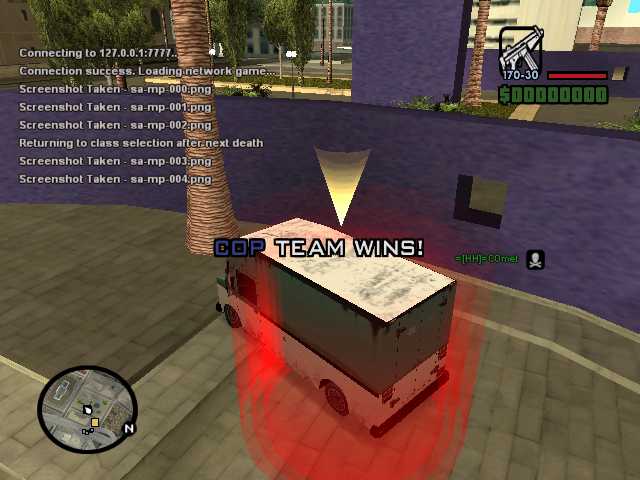 Connecting to 127.0.0.1:7777...
Connection success. Loading network game...
Screenshot Taken - sa-mp-000.png
Screenshot Taken - sa-mp-001.png
Screenshot Taken - sa-mp-002.png
Returning to class selection after next death
Screenshot Taken - sa-mp-003.png
Screenshot Taken - sa-mp-004.png
170-30
$00000000
COP TEAM WINS!
N